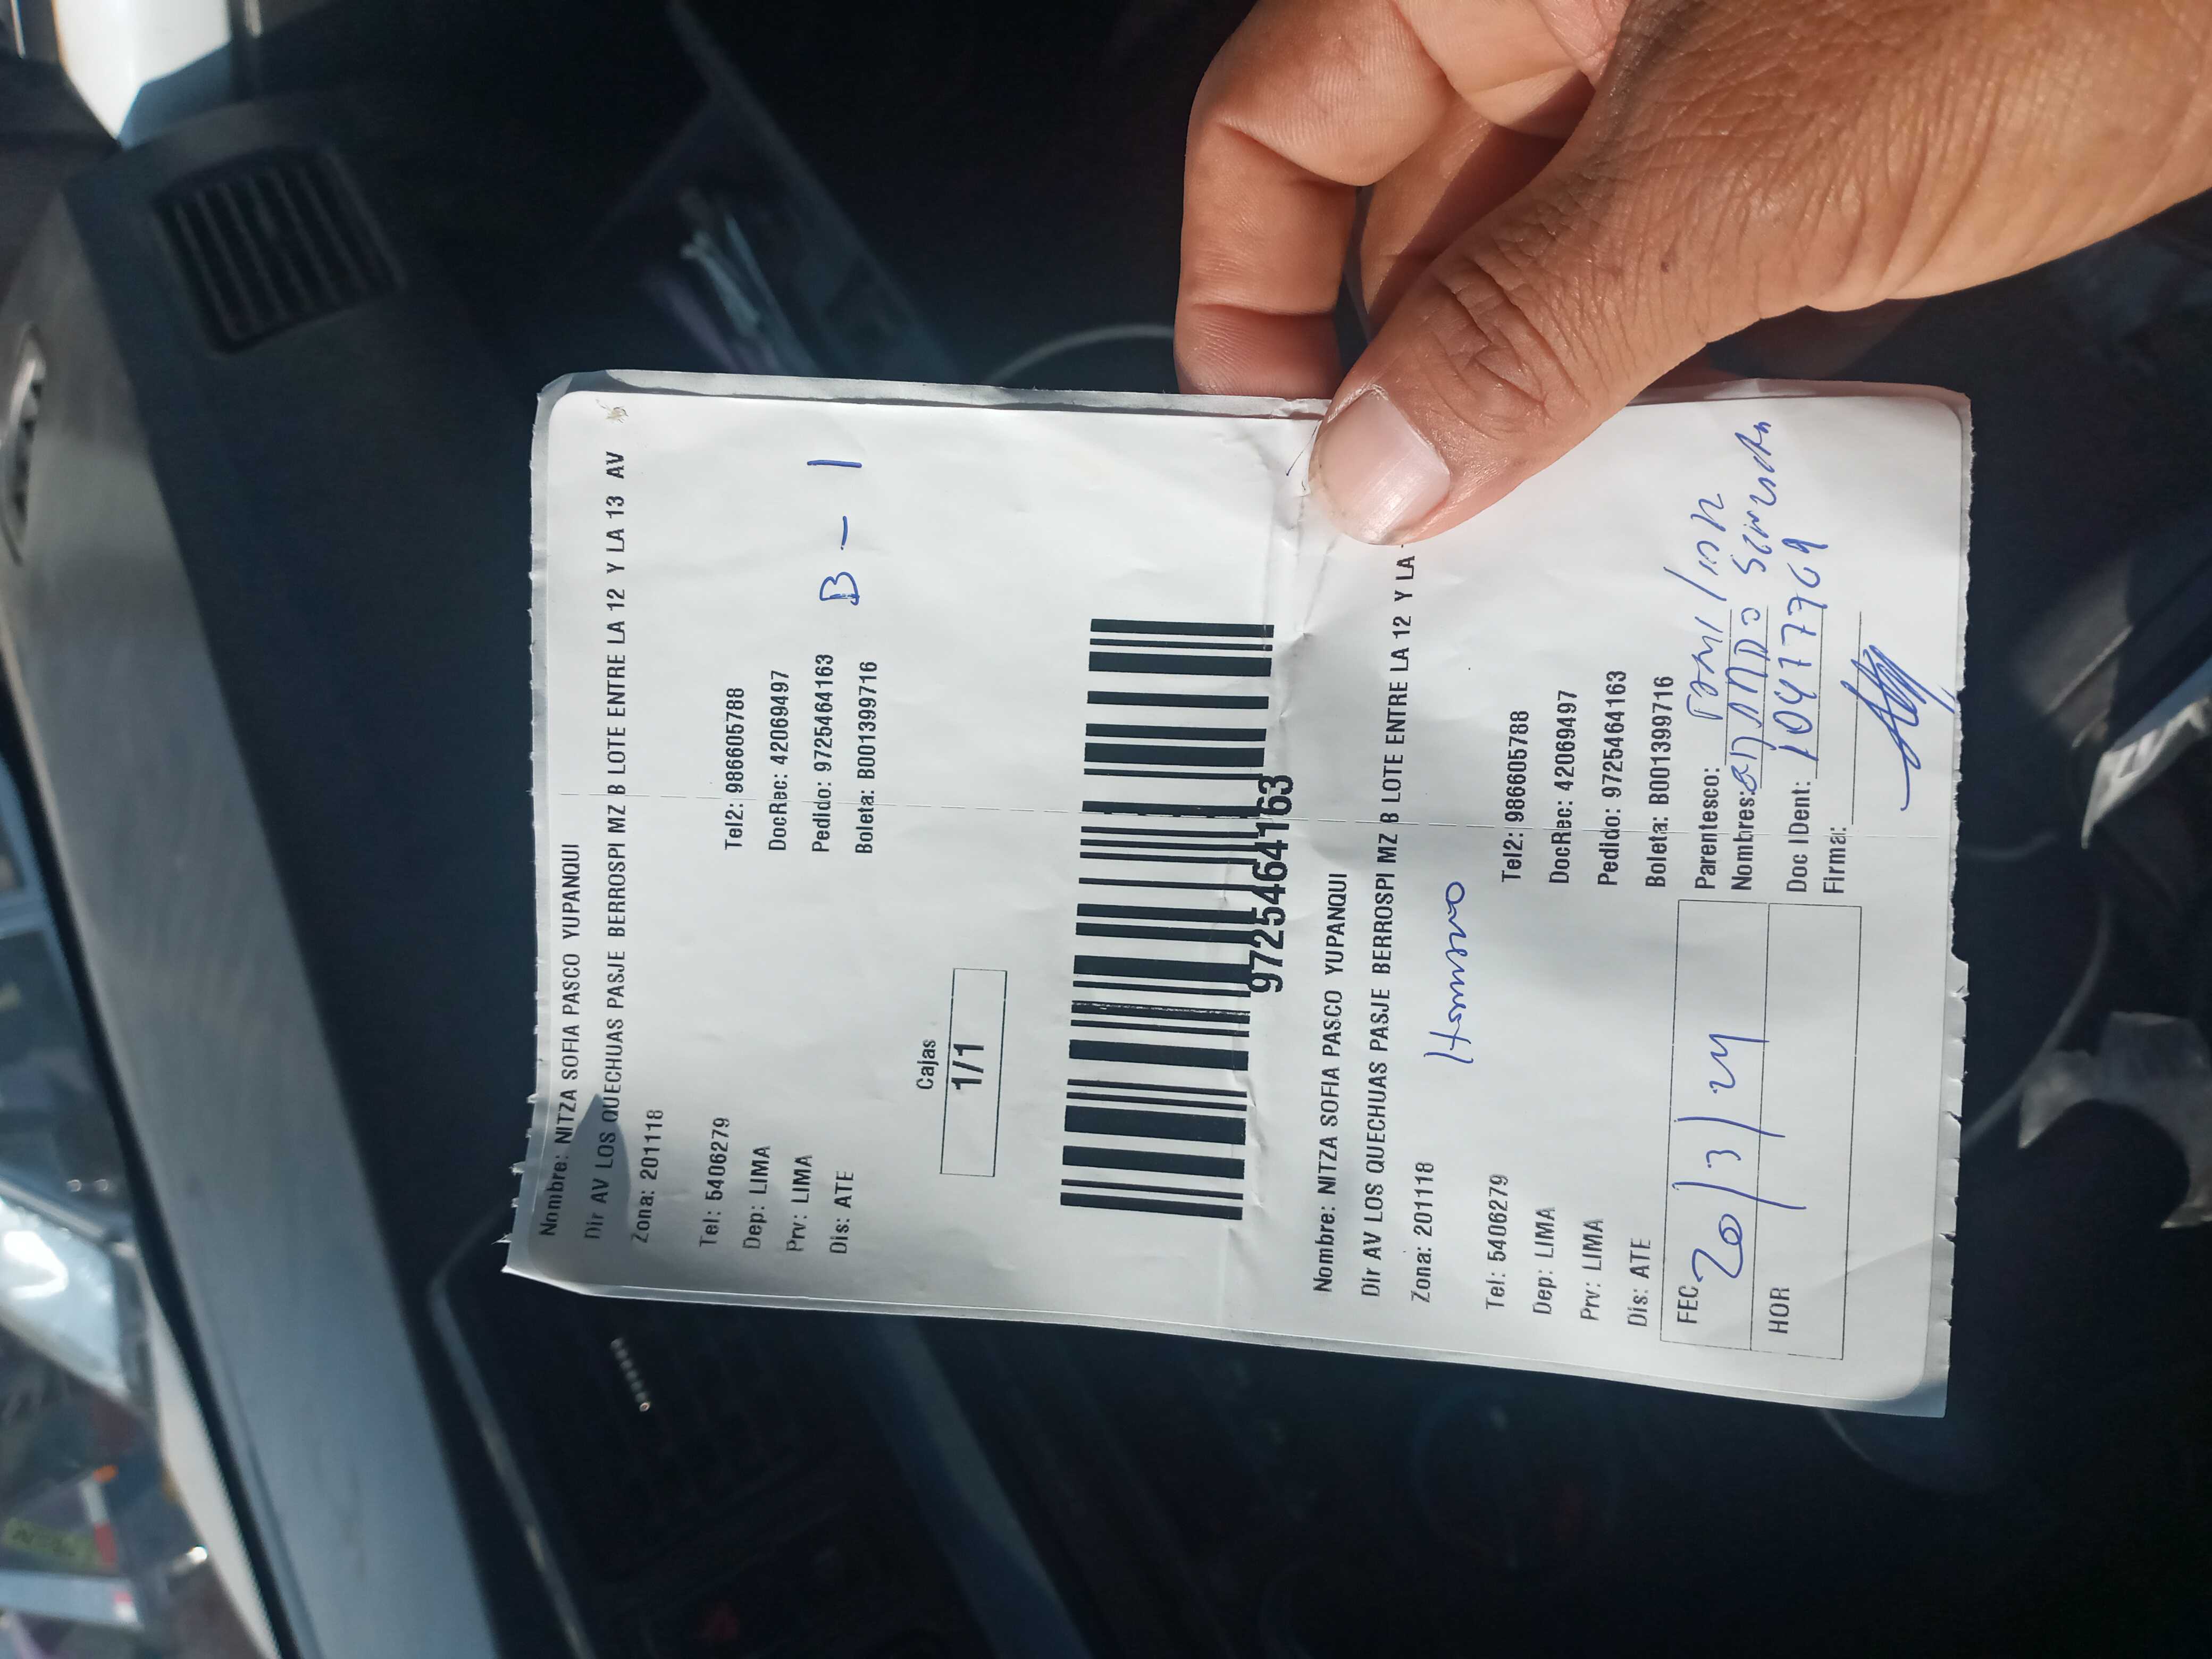 Nombre: NITZA SOFIA PASCO YUPANQUI
Dir AV LOS QUECHUAS PASJE BERROSPI MZ B LOTE ENTRE LA 12 Y LA 13 AV
Zona: 201118
Tel: 5406279 Tel2: 986605788
Dep: LIMA DocRec: 42069497
Prv: LIMA Pedido: 9725464163
Dis: ATE Boleta: B001399716
B - 1
Cajas
1/1
9725464163
Nombre: NITZA SOFIA PASCO YUPANQUI
Dir AV LOS QUECHUAS PASJE BERROSPI MZ B LOTE ENTRE LA 12 Y LA
Zona: 201118
Tel: 5406279 Tel2: 986605788
Dep: LIMA DocRec: 42069497
Prv: LIMA Pedido: 9725464163
Dis: ATE Boleta: B001399716
FEC 20/3/24
HOR
Parentesco:
Nombres:
Doc IDent: 10477769
Firma: